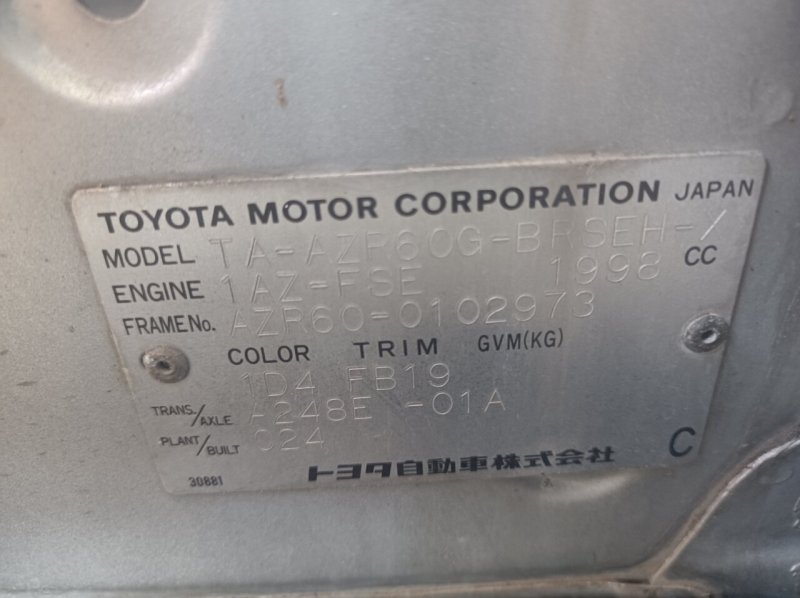 TOYOTA MOTOR CORPORATION JAPAN
MODEL TA-AZR60G-BRSEH-/
ENGINE 1AZ-FSE 1998 CC
FRAME No. AZR60-0102973
COLOR TRIM GVM(KG)
1D4 FB19
TRANS./AXLE A248E -01A
PLANT/BUILT 024
30881
トヨタ自動車株式会社
C